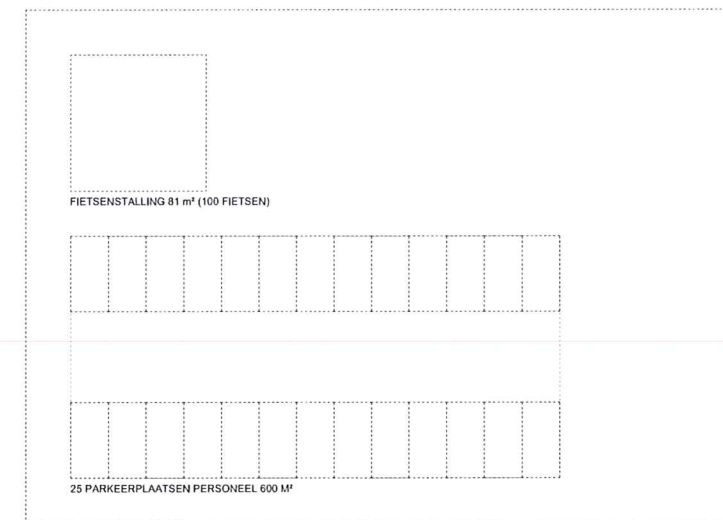 FIETSENSTALLING 81 m² (100 FIETSEN)
25 PARKEERPLAATSEN PERSONEEL 600 M²